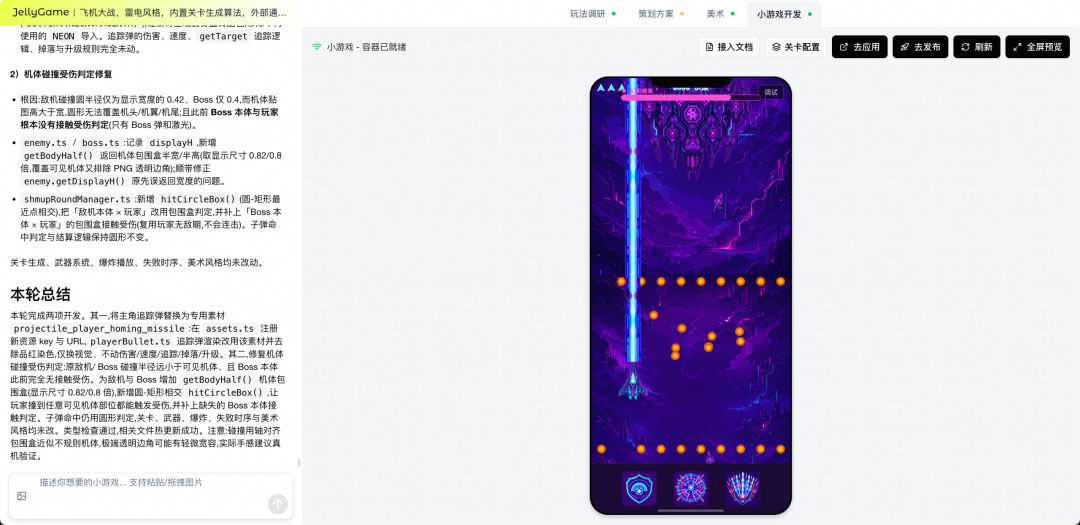 JellyGame | 飞机大战，雷电风格，内置关卡生成算法，外部通...
使用的 NEON 导入。追踪弹的伤害、速度、 getTarget 追踪逻
辑、掉落与升级规则完全未动。
2）机体碰撞受伤判定修复
• 根因:敌机碰撞圆半径仅为显示宽度的 0.42、Boss 仅 0.4,而机体贴
图高大于宽,圆形无法覆盖机头/机翼/机尾;且此前 Boss 本体与玩家
根本没有接触受伤判定(只有 Boss 弹和激光)。
• enemy.ts / boss.ts :记录 displayH ,新增
getBodyHalf() 返回机体包围盒半宽/半高(取显示尺寸 0.82/0.8
倍,覆盖可见机体又排除 PNG 透明边角);顺带修正
enemy.getDisplayH() 原先误返回宽度的问题。
• shmupRoundManager.ts :新增 hitCircleBox() (圆-矩形最
近点相交),把「敌机本体 × 玩家」改用包围盒判定,并补上「Boss 本
体 × 玩家」的包围盒接触受伤(复用玩家无敌期,不会连击)。子弹命
中判定与结算逻辑保持圆形不变。
关卡生成、武器系统、爆炸播放、失败时序、美术风格均未改动。
本轮总结
本轮完成两项开发。其一,将主角追踪弹替换为专用素材
projectile_player_homing_missile :在 assets.ts 注册
新资源 key 与 URL, playerBullet.ts 追踪弹渲染改用该素材并去
除品红染色,仅换视觉、不动伤害/速度/追踪/掉落/升级。其二,修复机体
碰撞受伤判定:原敌机/ Boss 碰撞半径远小于可见机体、且 Boss 本体
此前完全无接触受伤。为敌机与 Boss 增加 getBodyHalf() 机体包
围盒(显示尺寸 0.82/0.8 倍),新增圆-矩形相交 hitCircleBox() ,让
玩家撞到任意可见机体部位都能触发受伤,并补上缺失的 Boss 本体接
触判定。子弹命中仍用圆形判定,关卡、武器、爆炸、失败时序与美术
风格均未改。类型检查通过,相关文件热更新成功。注意:碰撞用轴对齐
包围盒近似不规则机体,极端透明边角可能有轻微宽容,实际手感建议真
机验证。
描述你想要的小游戏... 支持粘贴/拖拽图片
玩法调研
策划方案
美术
小游戏开发
小游戏 - 容器已就绪
接入文档
关卡配置
去应用
去发布
刷新
全屏预览
调试